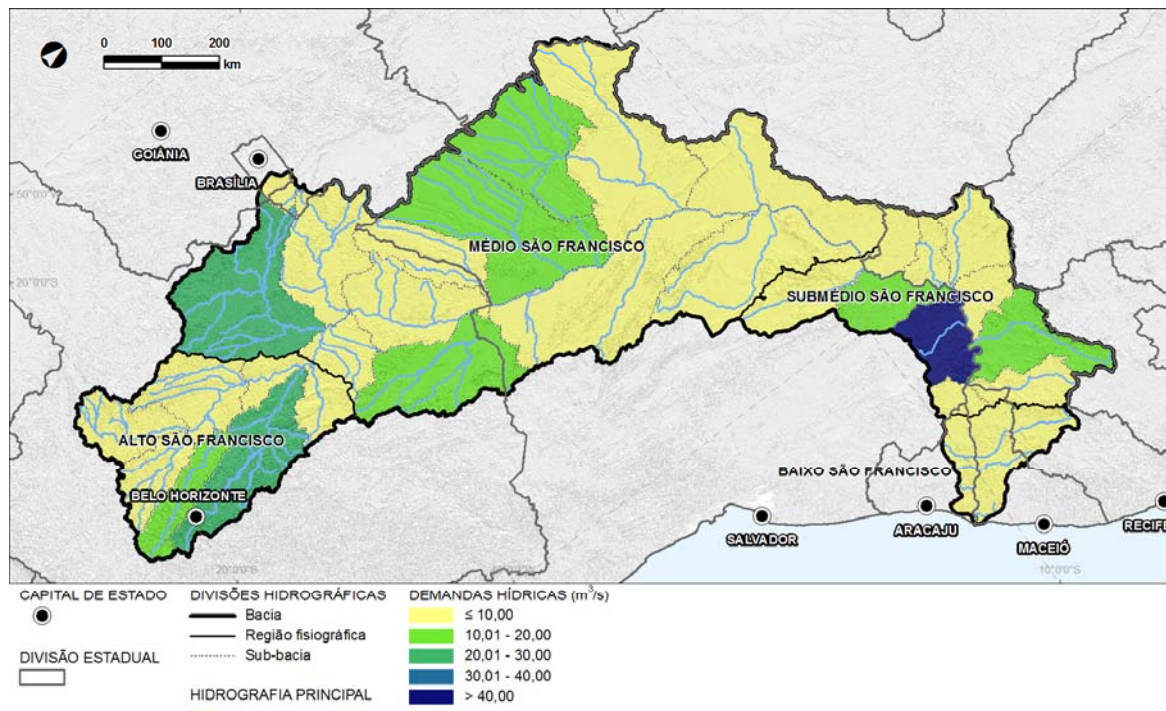 0 100 200
km
GOIÂNIA
BRASÍLIA
50°0'0"S
MÉDIO SÃO FRANCISCO
20°0'0"S
SUBMÉDIO SÃO FRANCISCO
ALTO SÃO FRANCISCO
BAIXO SÃO FRANCISCO
BELO HORIZONTE
SALVADOR
ARACAJU
MACEIÓ
RECIFE
20°0'0"S
10°0'0"S
CAPITAL DE ESTADO
DIVISÃO ESTADUAL
DIVISÕES HIDROGRÁFICAS
Bacia
Região fisiográfica
Sub-bacia
HIDROGRAFIA PRINCIPAL
DEMANDAS HÍDRICAS (m³/s)
≤ 10,00
10,01 - 20,00
20,01 - 30,00
30,01 - 40,00
> 40,00